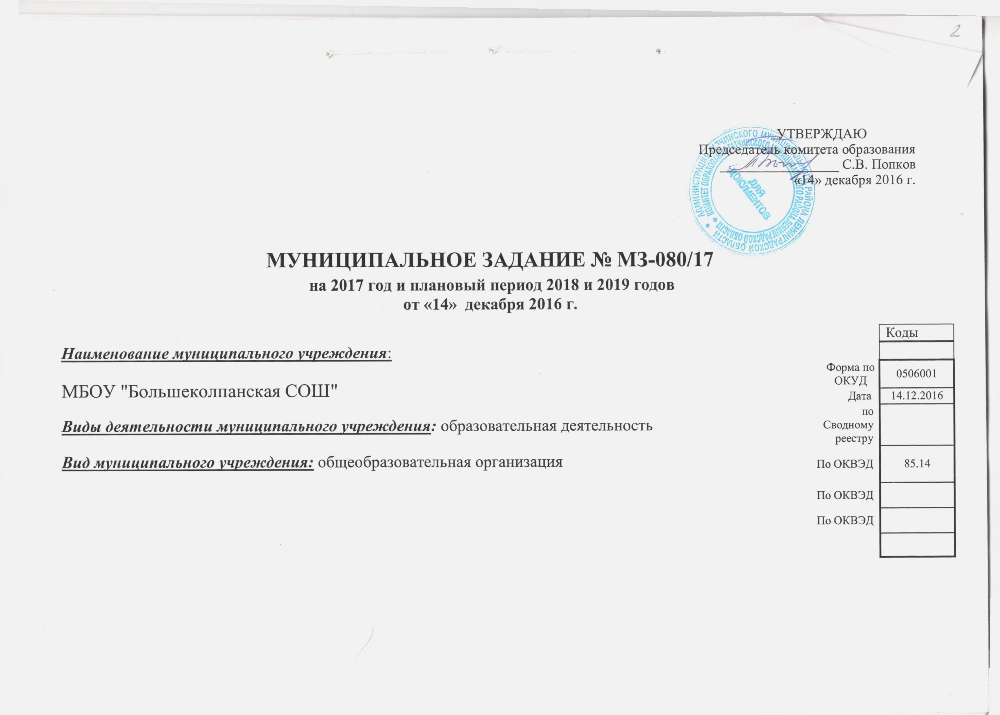 2
УТВЕРЖДАЮ
Председатель комитета образования
С.В. Попков
«14» декабря 2016 г.
АДМИНИСТРАЦИЯ ГАТЧИНСКОГО МУНИЦИПАЛЬНОГО РАЙОНА ЛЕНИНГРАДСКОЙ ОБЛАСТИ
КОМИТЕТ ОБРАЗОВАНИЯ ГАТЧИНСКОГО МУНИЦИПАЛЬНОГО РАЙОНА ЛЕНИНГРАДСКОЙ ОБЛАСТИ
ДЛЯ
ДОКУМЕНТОВ
МУНИЦИПАЛЬНОЕ ЗАДАНИЕ № МЗ-080/17
на 2017 год и плановый период 2018 и 2019 годов
от «14» декабря 2016 г.
Наименование муниципального учреждения:
МБОУ "Большеколпанская СОШ"
Виды деятельности муниципального учреждения: образовательная деятельность
Вид муниципального учреждения: общеобразовательная организация
Коды
Форма по
ОКУД
0506001
Дата 14.12.2016
по
Сводному
реестру
По ОКВЭД 85.14
По ОКВЭД
По ОКВЭД